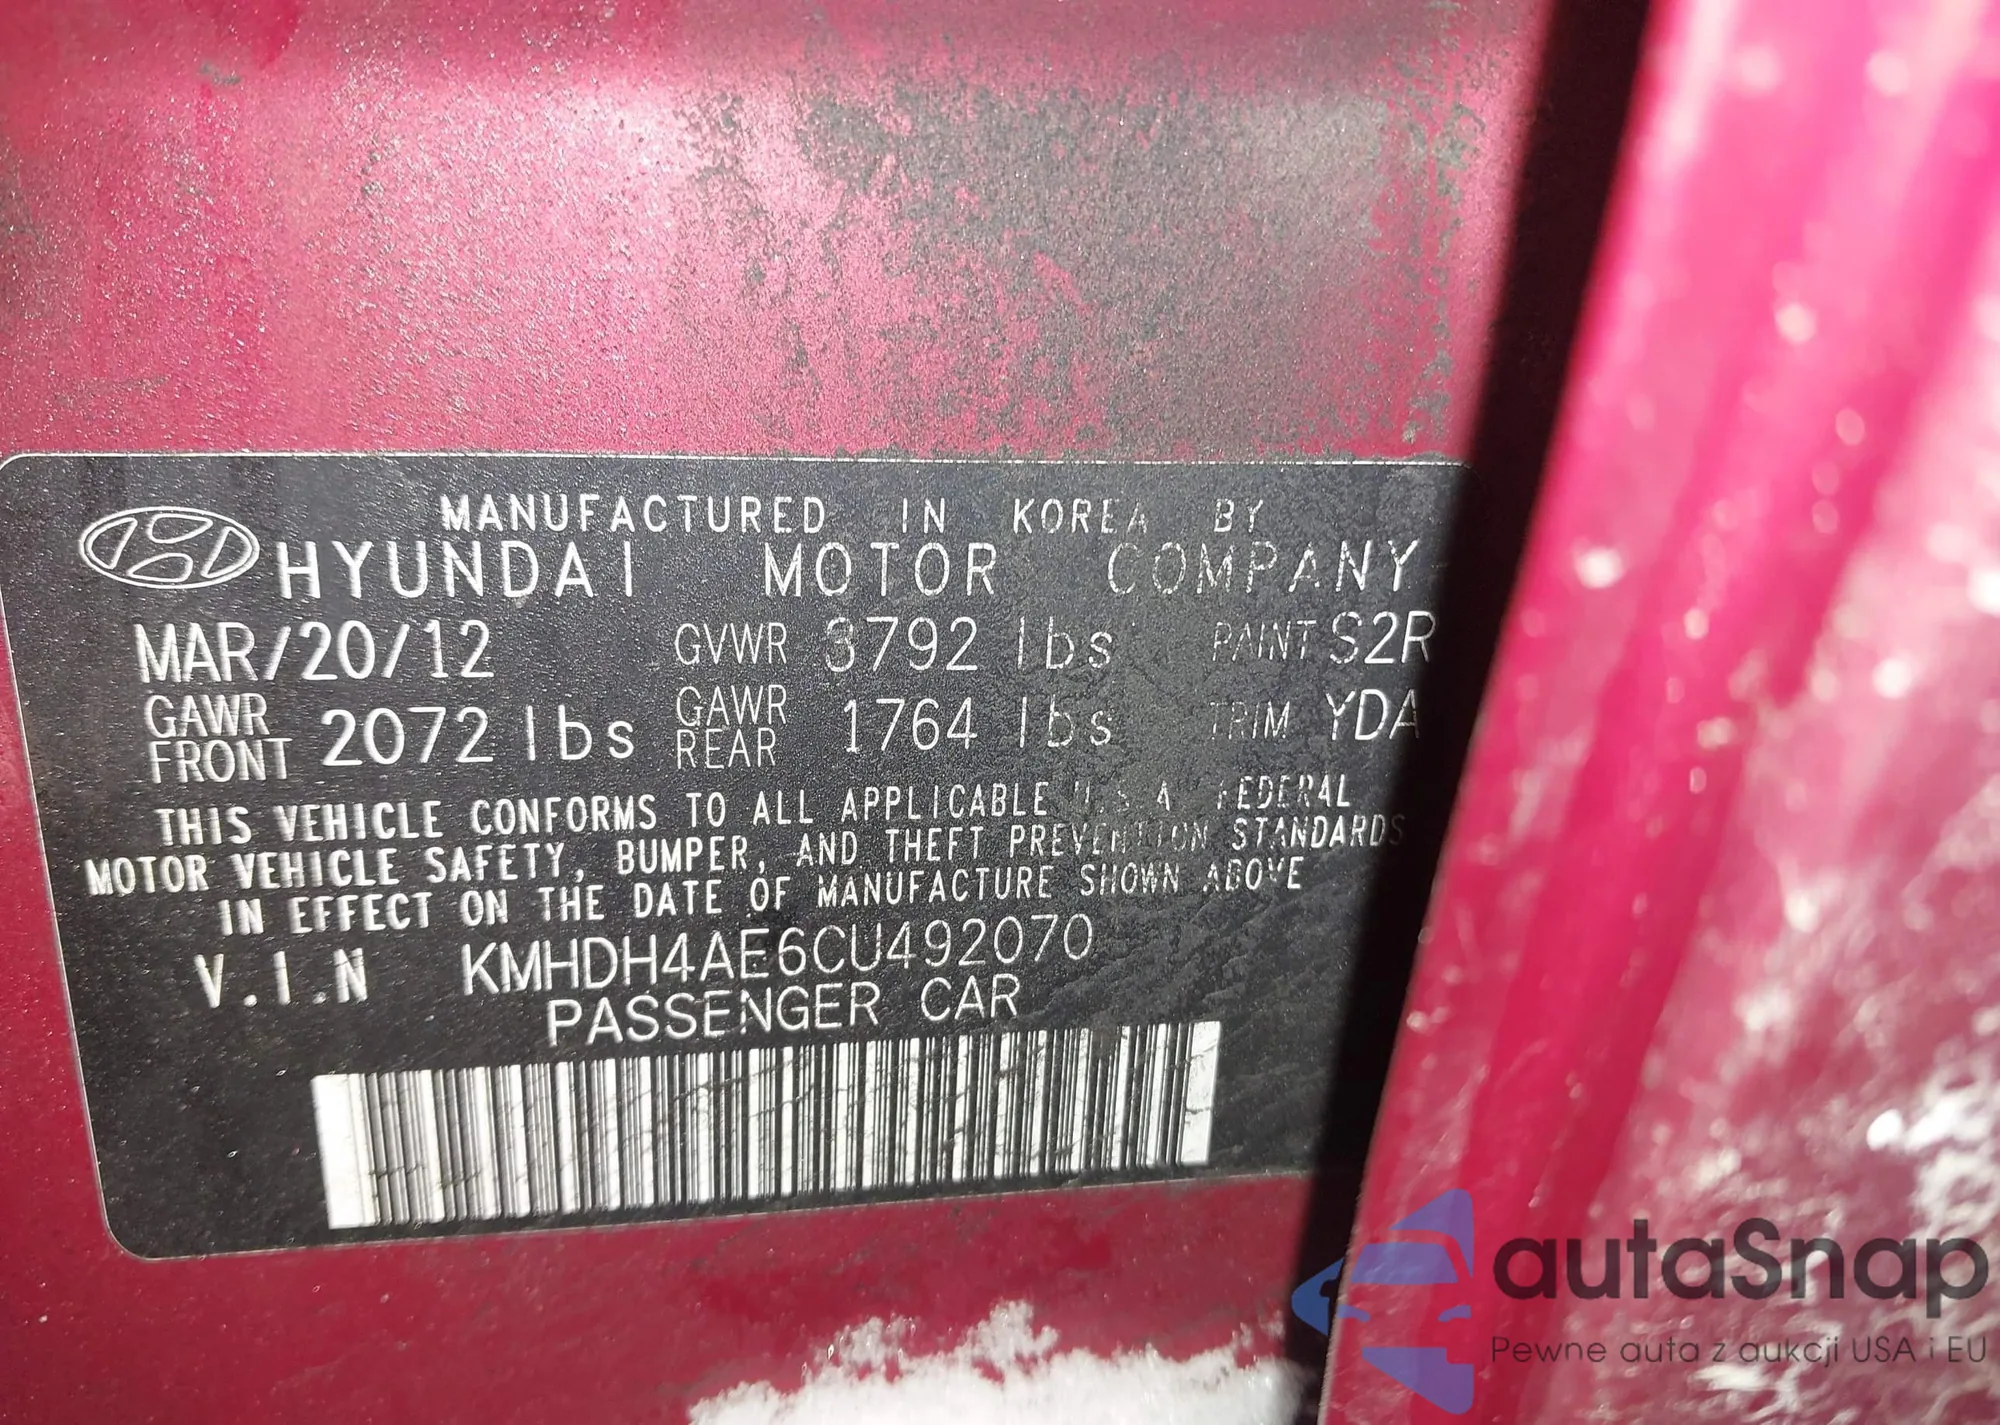 MANUFACTURED IN KOREA BY
HYUNDAI MOTOR COMPANY
MAR/20/12 GVWR 3792 lbs PAINT S2R
GAWR FRONT 2072 lbs GAWR REAR 1764 lbs TRIM YDA
THIS VEHICLE CONFORMS TO ALL APPLICABLE U.S.A. FEDERAL
MOTOR VEHICLE SAFETY, BUMPER, AND THEFT PREVENTION STANDARDS
IN EFFECT ON THE DATE OF MANUFACTURE SHOWN ABOVE
V.I.N KMHDH4AE6CU492070
PASSENGER CAR
autaSnap
Pewne auta z aukcji USA i EU